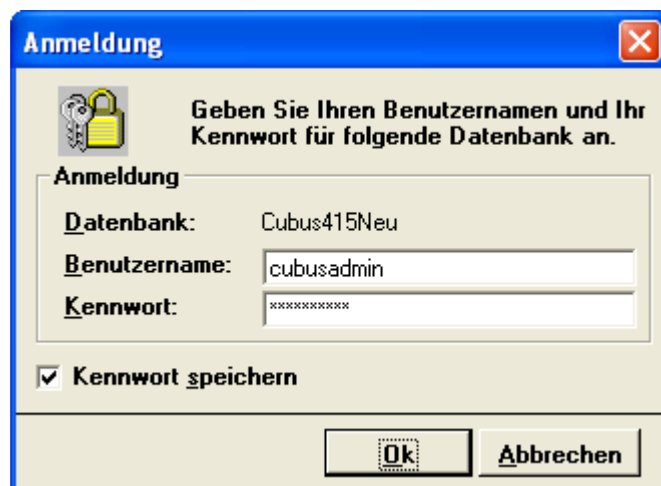 Anmeldung
Geben Sie Ihren Benutzernamen und Ihr
Kennwort für folgende Datenbank an.
Anmeldung
Datenbank: Cubus415Neu
Benutzername: cubusadmin
Kennwort: **********
Kennwort speichern
Ok Abbrechen